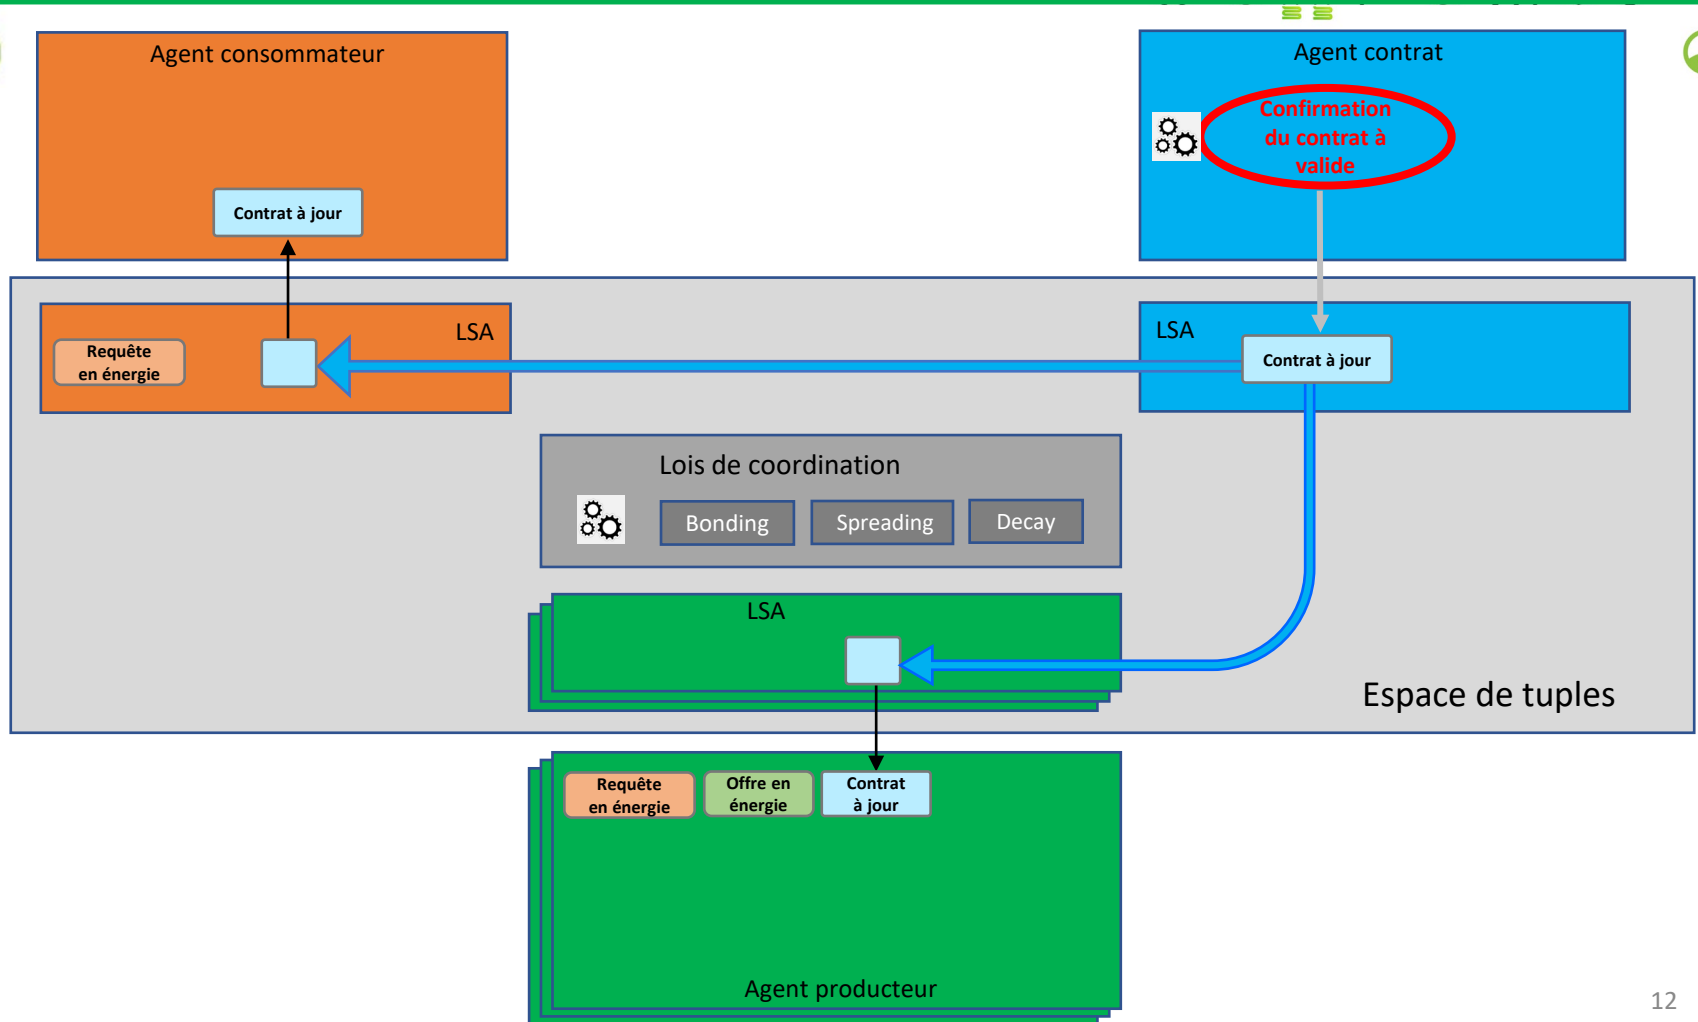 Agent consommateur
Agent contrat
Confirmation
du contrat à
valide
Contrat à jour
LSA
Requête
en énergie
LSA
Contrat à jour
Lois de coordination
Bonding
Spreading
Decay
LSA
Espace de tuples
Requête
en énergie
Offre en
énergie
Contrat
à jour
Agent producteur
12